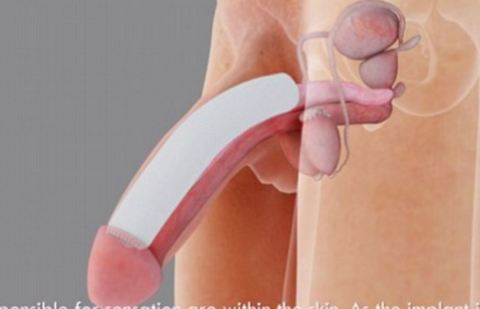 for sensation are within the skin. As the implant